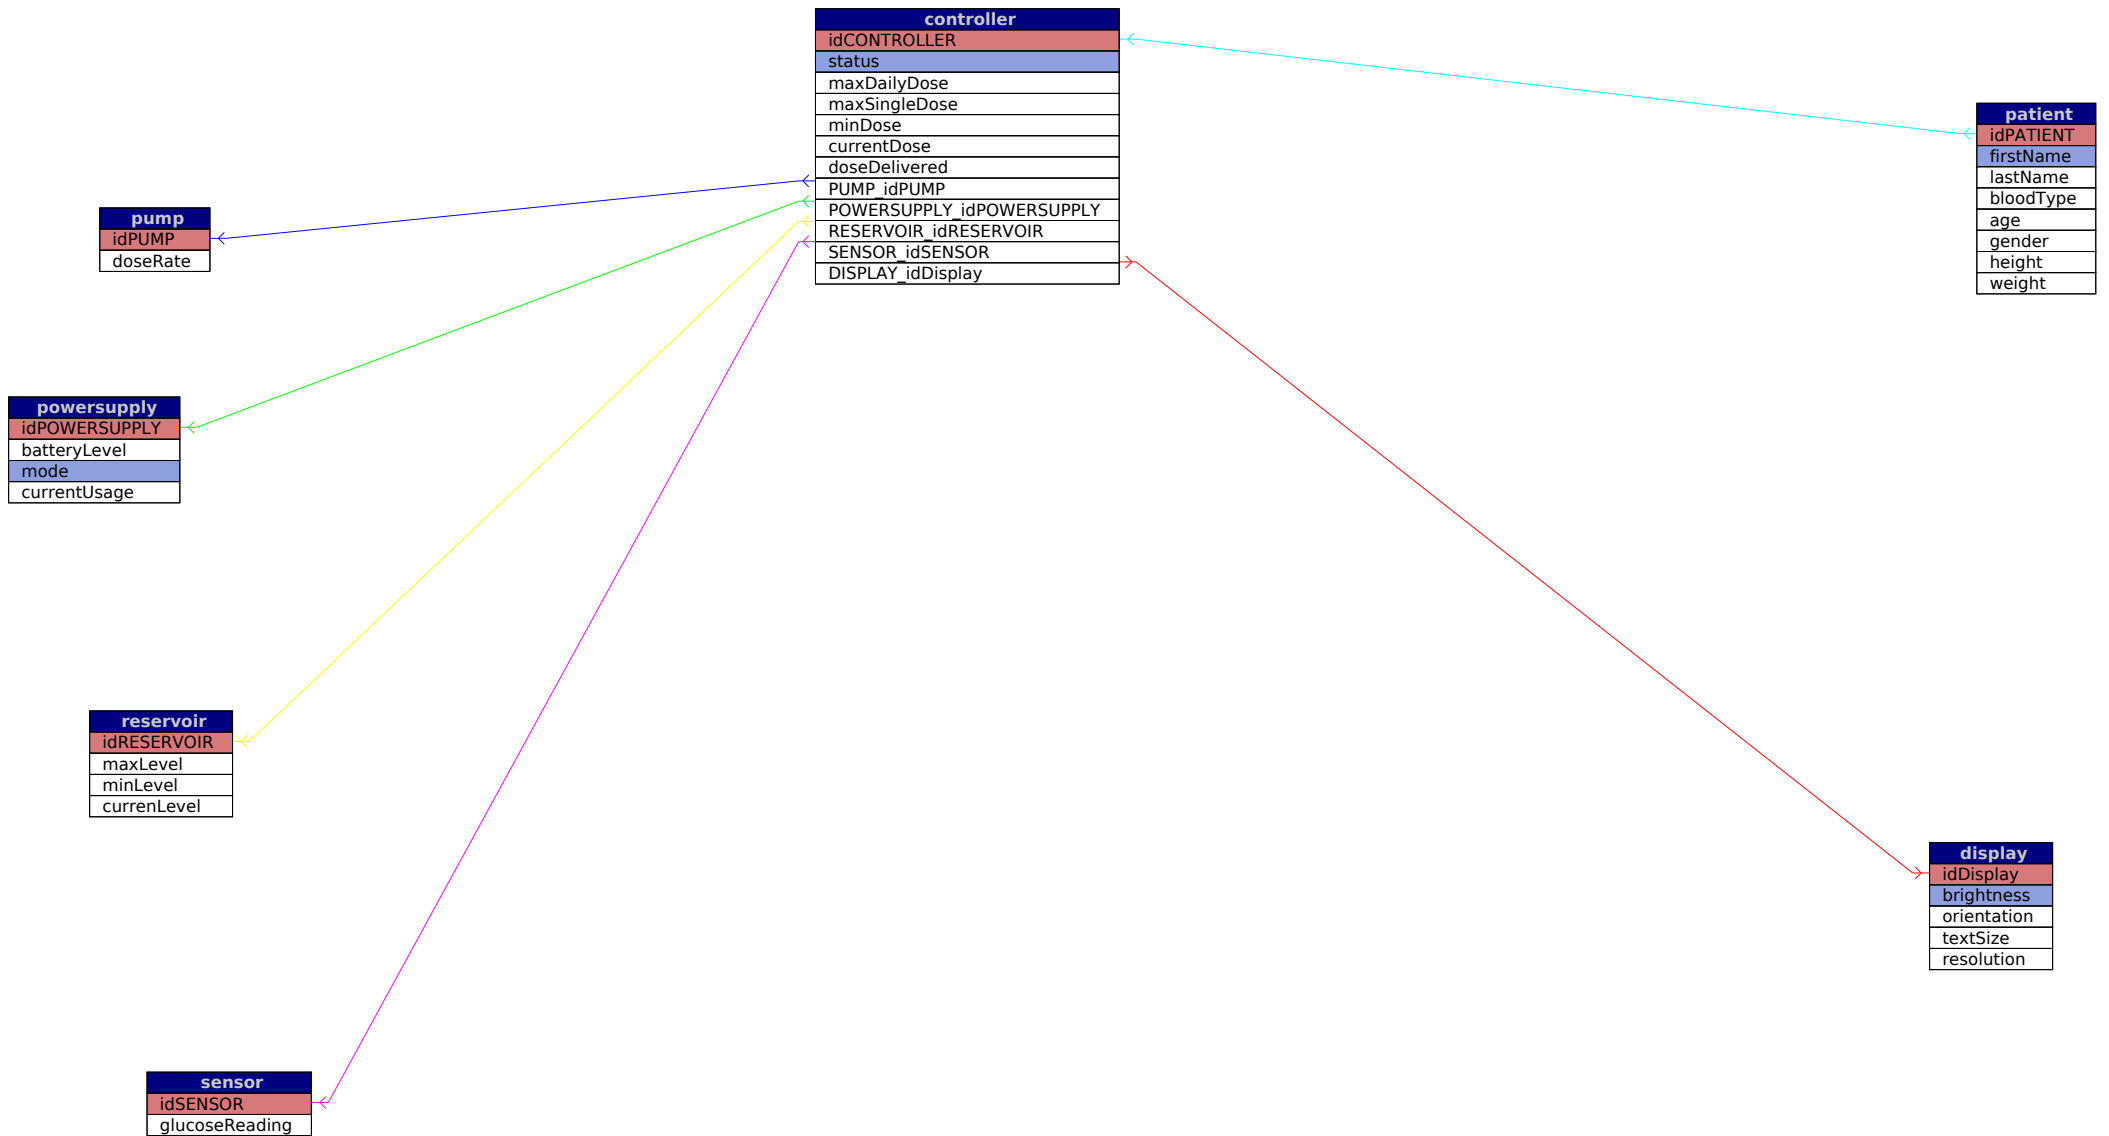 controller
idCONTROLLER
status
maxDailyDose
maxSingleDose
minDose
currentDose
doseDelivered
PUMP_idPUMP
POWERSUPPLY_idPOWERSUPPLY
RESERVOIR_idRESERVOIR
SENSOR_idSENSOR
DISPLAY_idDisplay
patient
idPATIENT
firstName
lastName
bloodType
age
gender
height
weight
pump
idPUMP
doseRate
powersupply
idPOWERSUPPLY
batteryLevel
mode
currentUsage
reservoir
idRESERVOIR
maxLevel
minLevel
currenLevel
display
idDisplay
brightness
orientation
textSize
resolution
sensor
idSENSOR
glucoseReading